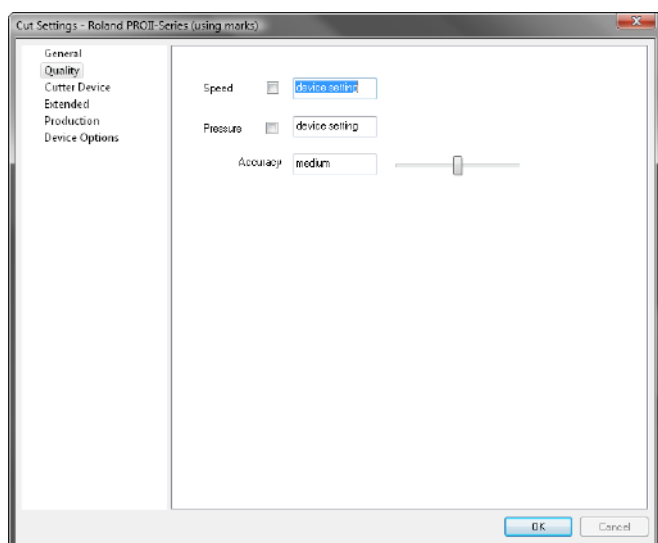 Cut Settings - Roland PROII-Series (using marks)
General
Quality
Cutter Device
Extended
Production
Device Options
Speed device setting
Pressure device setting
Accuracy medium
OK Cancel